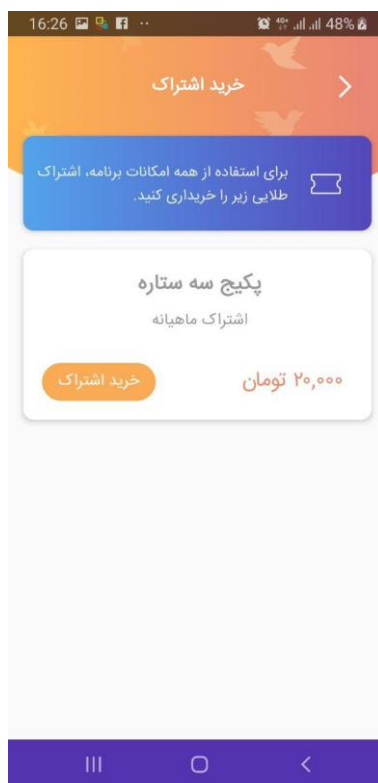 16:26
4G+ 48%
خرید اشتراک
برای استفاده از همه امکانات برنامه، اشتراک
طلایی زیر را خریداری کنید.
پکیج سه ستاره
اشتراک ماهیانه
۲۰,۰۰۰ تومان
خرید اشتراک